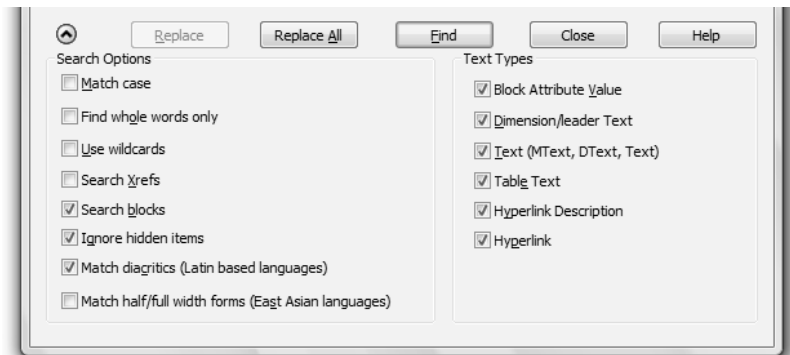 Replace Replace All Find Close Help
Search Options
Match case
Find whole words only
Use wildcards
Search Xrefs
Search blocks
Ignore hidden items
Match diacritics (Latin based languages)
Match half/full width forms (East Asian languages)
Text Types
Block Attribute Value
Dimension/leader Text
Text (MText, DText, Text)
Table Text
Hyperlink Description
Hyperlink